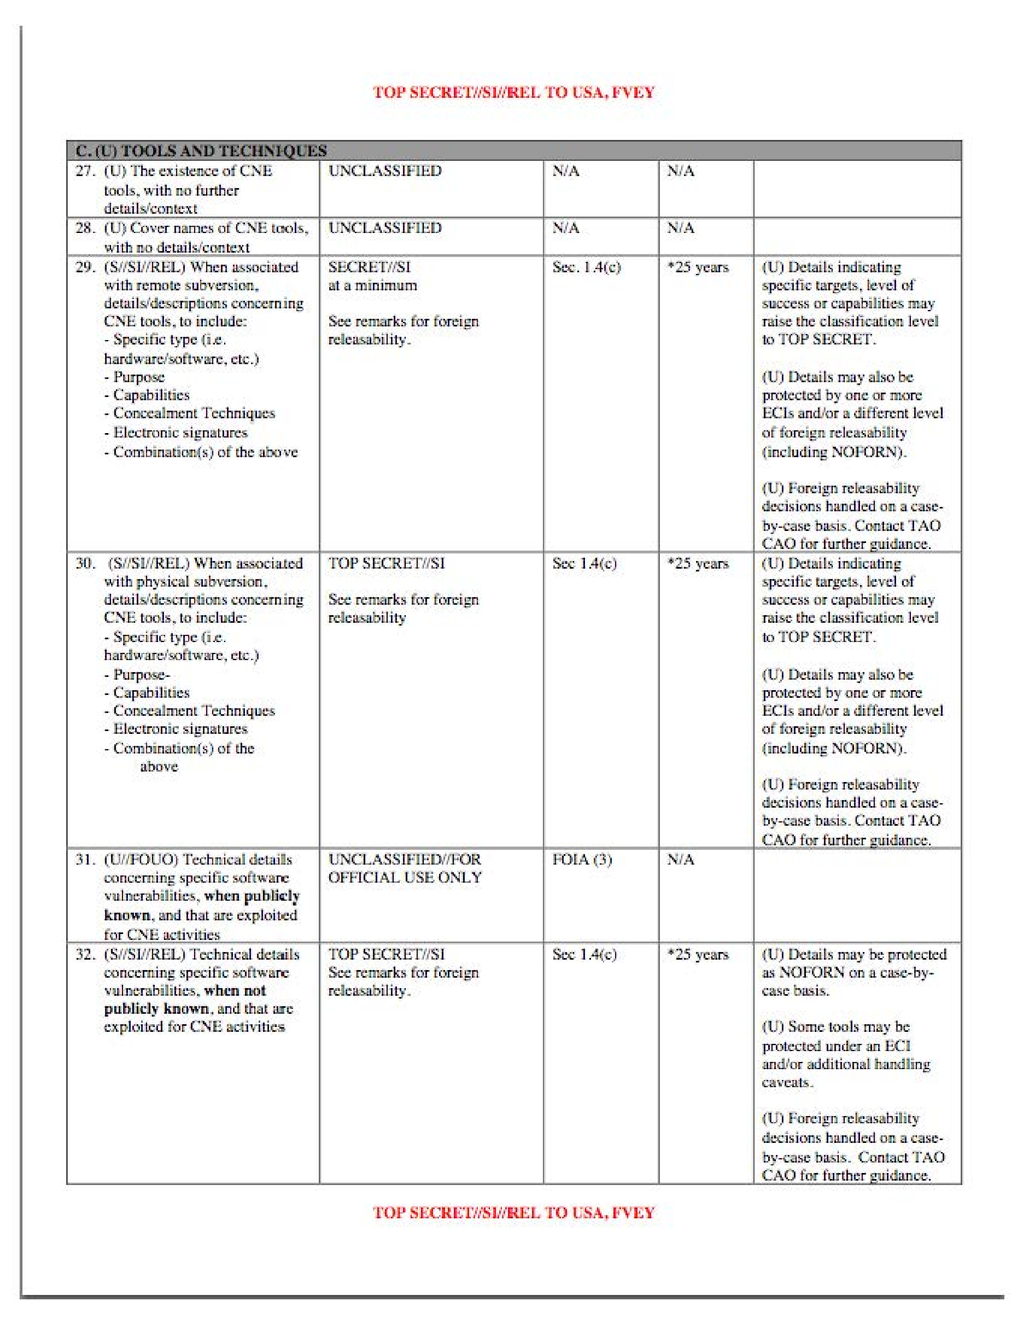 TOP SECRET//SI//REL TO USA, FVEY
C. (U) TOOLS AND TECHNIQUES
27. (U) The existence of CNE
tools, with no further
details/context
UNCLASSIFIED
N/A
N/A
28. (U) Cover names of CNE tools,
with no details/context
UNCLASSIFIED
N/A
N/A
29. (S//SI//REL) When associated
with remote subversion,
details/descriptions concerning
CNE tools, to include:
- Specific type (i.e.
hardware/software, etc.)
- Purpose
- Capabilities
- Concealment Techniques
- Electronic signatures
- Combination(s) of the above
SECRET//SI
at a minimum
See remarks for foreign
releasability.
Sec. 1.4(c)
*25 years
(U) Details indicating
specific targets, level of
success or capabilities may
raise the classification level
to TOP SECRET.
(U) Details may also be
protected by one or more
ECIs and/or a different level
of foreign releasability
(including NOFORN).
(U) Foreign releasability
decisions handled on a case-
by-case basis. Contact TAO
CAO for further guidance.
30. (S//SI//REL) When associated
with physical subversion,
details/descriptions concerning
CNE tools, to include:
- Specific type (i.e.
hardware/software, etc.)
- Purpose-
- Capabilities
- Concealment Techniques
- Electronic signatures
- Combination(s) of the
above
TOP SECRET//SI
See remarks for foreign
releasability
Sec 1.4(c)
*25 years
(U) Details indicating
specific targets, level of
success or capabilities may
raise the classification level
to TOP SECRET.
(U) Details may also be
protected by one or more
ECIs and/or a different level
of foreign releasability
(including NOFORN).
(U) Foreign releasability
decisions handled on a case-
by-case basis. Contact TAO
CAO for further guidance.
31. (U//FOUO) Technical details
concerning specific software
vulnerabilities, when publicly
known, and that are exploited
for CNE activities
UNCLASSIFIED//FOR
OFFICIAL USE ONLY
FOIA (3)
N/A
32. (S//SI//REL) Technical details
concerning specific software
vulnerabilities, when not
publicly known, and that are
exploited for CNE activities
TOP SECRET//SI
See remarks for foreign
releasability.
Sec 1.4(c)
*25 years
(U) Details may be protected
as NOFORN on a case-by-
case basis.
(U) Some tools may be
protected under an ECI
and/or additional handling
caveats.
(U) Foreign releasability
decisions handled on a case-
by-case basis. Contact TAO
CAO for further guidance.
TOP SECRET//SI//REL TO USA, FVEY